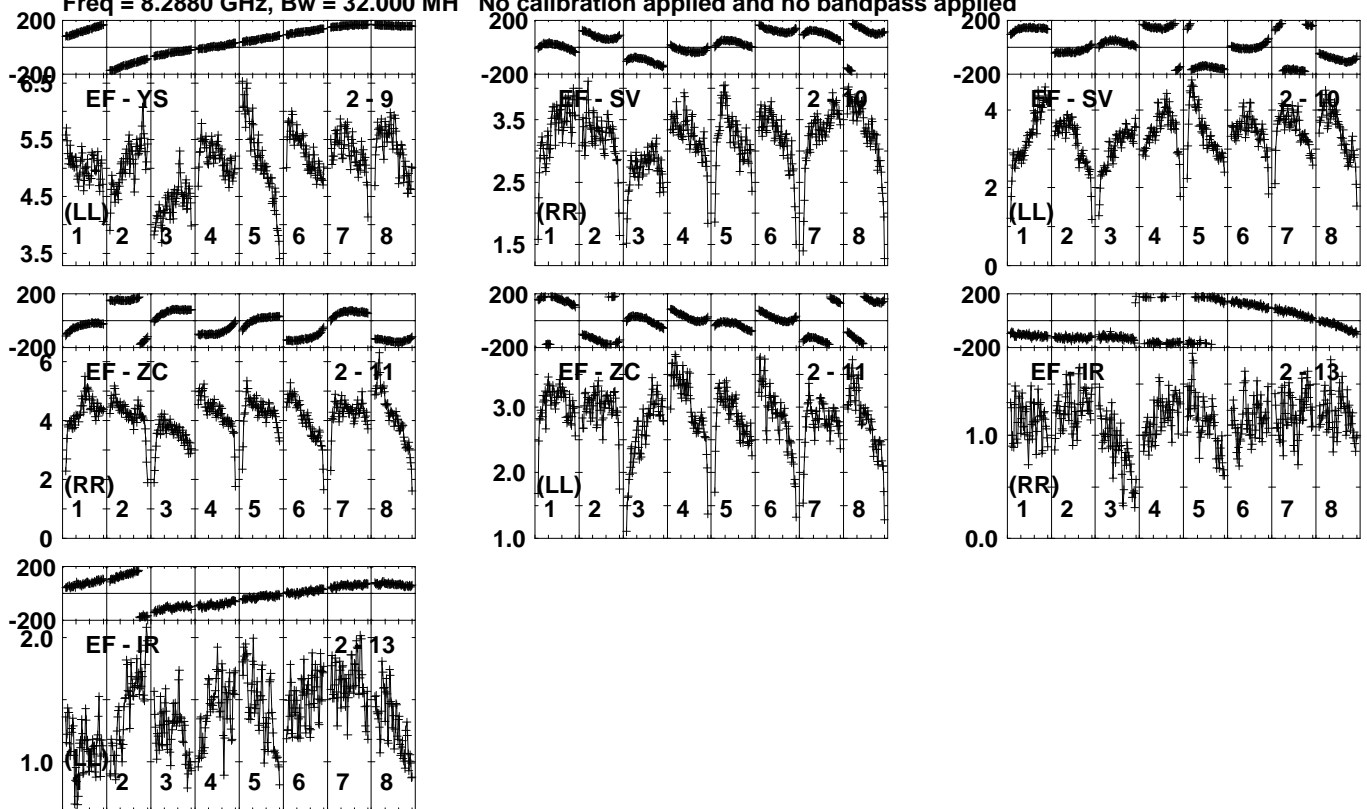 Freq = 8.2880 GHz, Bw = 32.000 MH No calibration applied and no bandpass applied
200
-200
6.5
5.5
4.5
3.5
EF - YS 2 - 9
(LL)
1 2 3 4 5 6 7 8
200
-200
3.5
2.5
1.5
EF - SV 2 - 10
(RR)
1 2 3 4 5 6 7 8
200
-200
4
2
0
EF - SV 2 - 10
(LL)
1 2 3 4 5 6 7 8
200
-200
6
4
2
0
EF - ZC 2 - 11
(RR)
1 2 3 4 5 6 7 8
200
-200
3.0
2.0
1.0
EF - ZC 2 - 11
(LL)
1 2 3 4 5 6 7 8
200
-200
1.0
0.0
EF - IR 2 - 13
(RR)
1 2 3 4 5 6 7 8
200
-200
2.0
1.0
EF - IR 2 - 13
(LL)
1 2 3 4 5 6 7 8